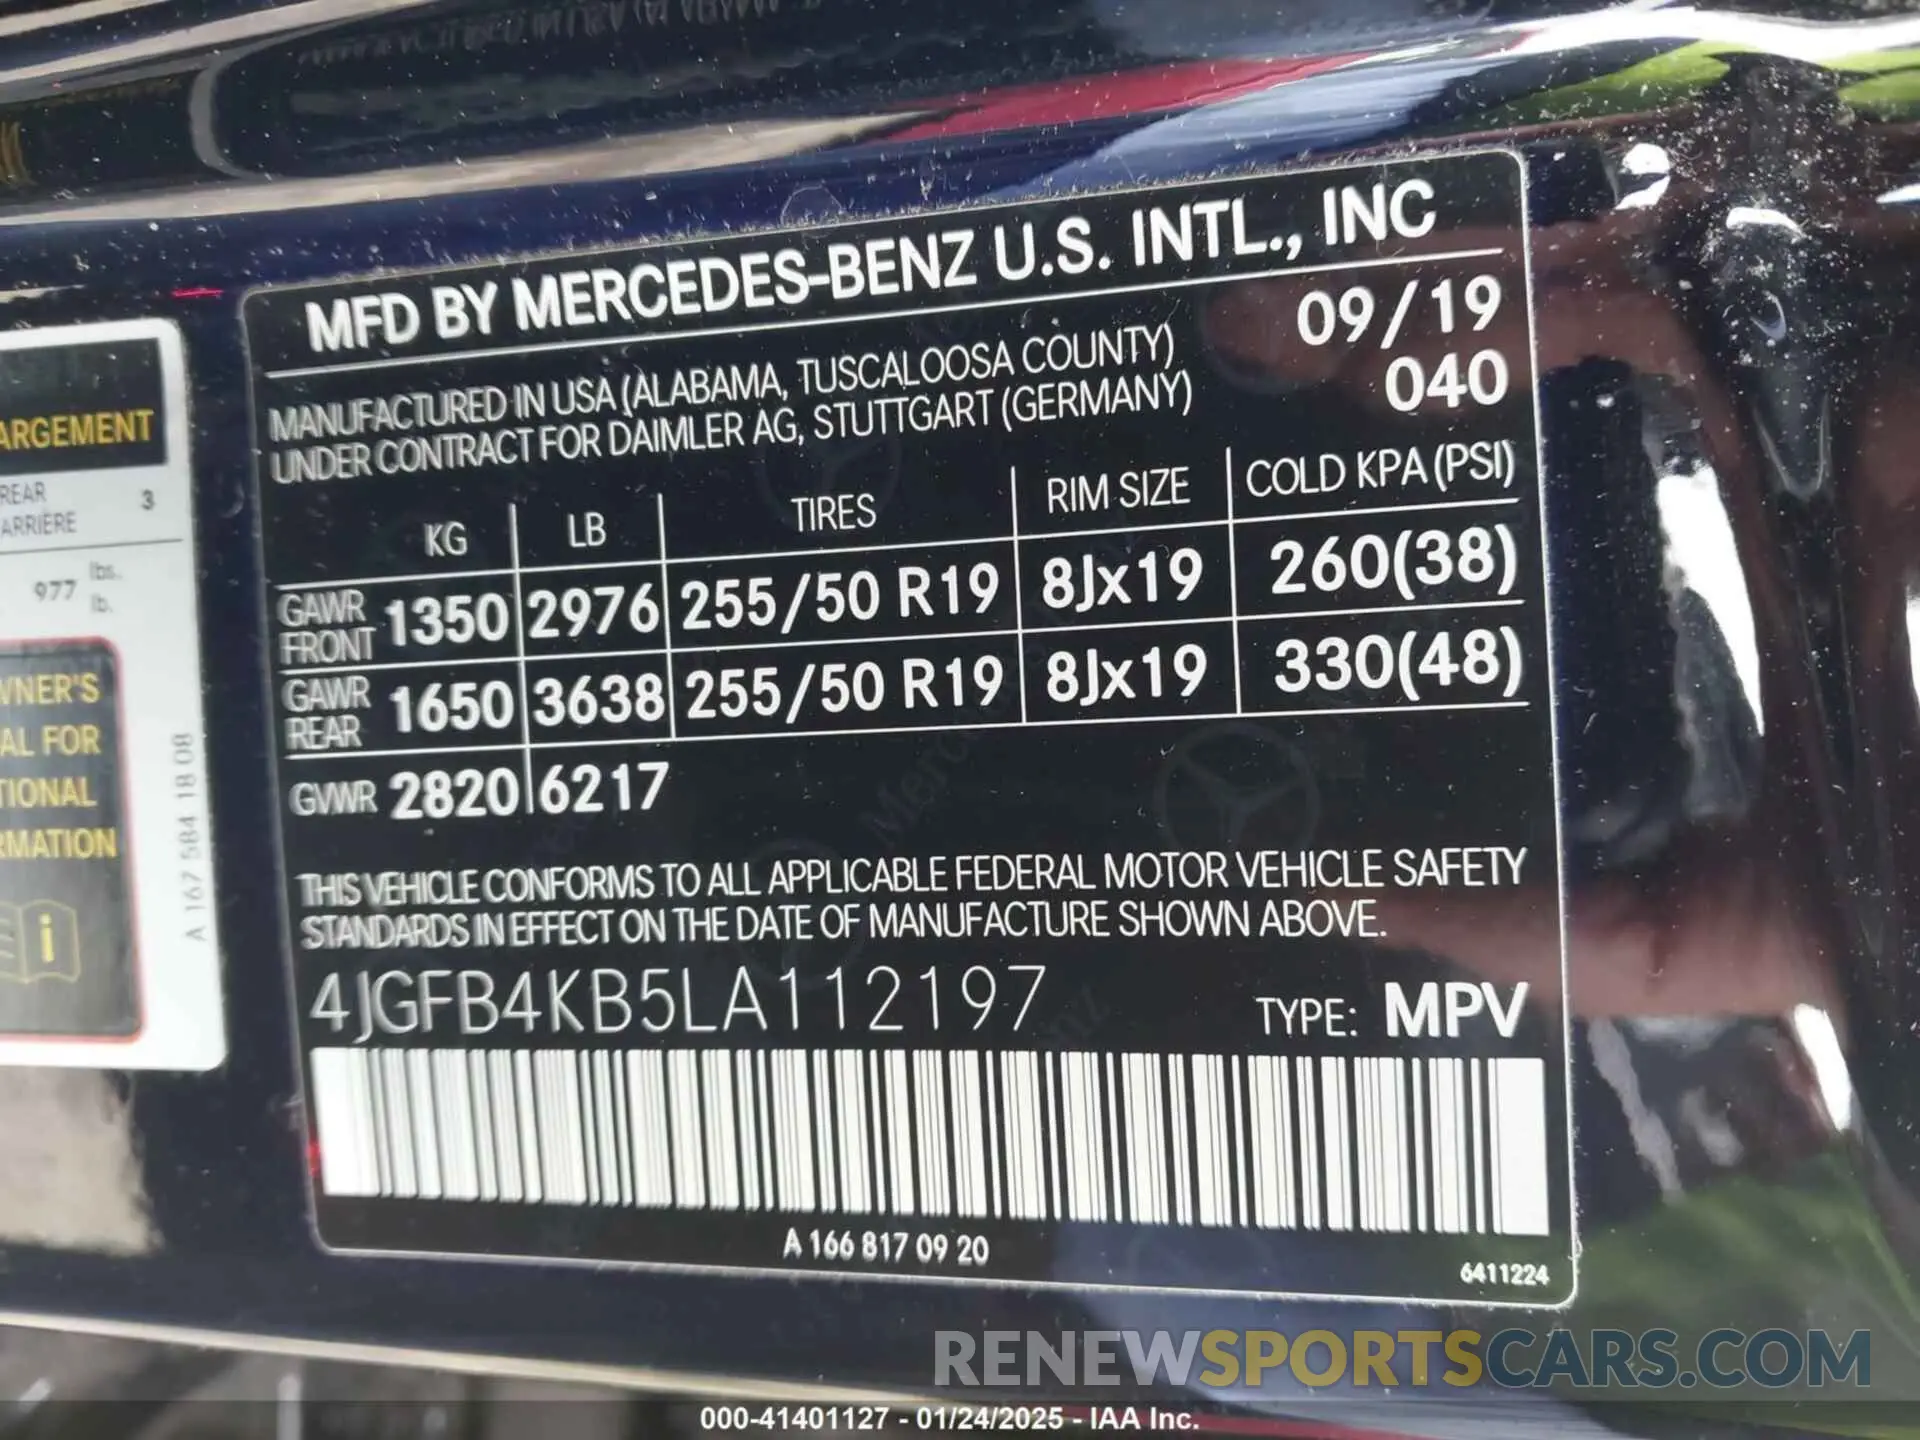 MFD BY MERCEDES-BENZ U.S. INTL., INC
MANUFACTURED IN USA (ALABAMA, TUSCALOOSA COUNTY) 09/19
UNDER CONTRACT FOR DAIMLER AG, STUTTGART (GERMANY) 040
KG LB TIRES RIM SIZE COLD KPA (PSI)
GAWR FRONT 1350 2976 255/50 R19 8Jx19 260(38)
GAWR REAR 1650 3638 255/50 R19 8Jx19 330(48)
GVWR 2820 6217
THIS VEHICLE CONFORMS TO ALL APPLICABLE FEDERAL MOTOR VEHICLE SAFETY
STANDARDS IN EFFECT ON THE DATE OF MANUFACTURE SHOWN ABOVE.
4JGFB4KB5LA112197 TYPE: MPV
A 166 817 09 20
6411224
ARGEMENT
REAR 3
ARRIÈRE
977 lbs.
lb.
WNER'S
AL FOR
TIONAL
RMATION
A 167 584 18 08
RENEWSPORTSCARS.COM
000-41401127 - 01/24/2025 - IAA Inc.